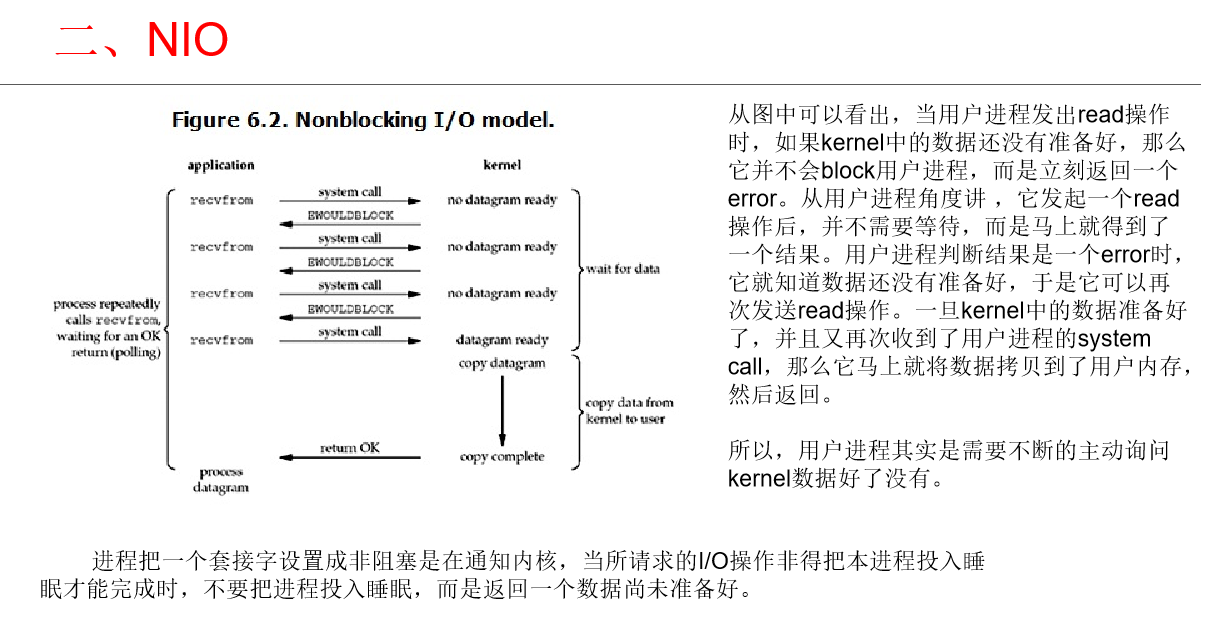 二、NIO
Figure 6.2. Nonblocking I/O model.
application
kernel
recvfrom
system call
no datagram ready
EWOULDBLOCK
recvfrom
system call
no datagram ready
EWOULDBLOCK
recvfrom
system call
no datagram ready
EWOULDBLOCK
recvfrom
system call
datagram ready
copy datagram
wait for data
process repeatedly
calls recvfrom,
waiting for an OK
return (polling)
copy data from
kernel to user
return OK
copy complete
process
datagram
从图中可以看出，当用户进程发出read操作
时，如果kernel中的数据还没有准备好，那么
它并不会block用户进程，而是立刻返回一个
error。从用户进程角度讲 ，它发起一个read
操作后，并不需要等待，而是马上就得到了
一个结果。用户进程判断结果是一个error时，
它就知道数据还没有准备好，于是它可以再
次发送read操作。一旦kernel中的数据准备好
了，并且又再次收到了用户进程的system
call，那么它马上就将数据拷贝到了用户内存，
然后返回。
所以，用户进程其实是需要不断的主动询问
kernel数据好了没有。
进程把一个套接字设置成非阻塞是在通知内核，当所请求的I/O操作非得把本进程投入睡
眠才能完成时，不要把进程投入睡眠，而是返回一个数据尚未准备好。